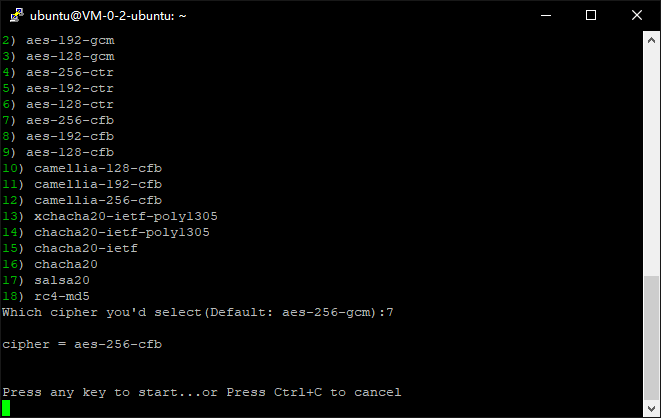 ubuntu@VM-0-2-ubuntu: ~
2) aes-192-gcm
3) aes-128-gcm
4) aes-256-ctr
5) aes-192-ctr
6) aes-128-ctr
7) aes-256-cfb
8) aes-192-cfb
9) aes-128-cfb
10) camellia-128-cfb
11) camellia-192-cfb
12) camellia-256-cfb
13) xchacha20-ietf-poly1305
14) chacha20-ietf-poly1305
15) chacha20-ietf
16) chacha20
17) salsa20
18) rc4-md5
Which cipher you'd select(Default: aes-256-gcm):7
cipher = aes-256-cfb
Press any key to start...or Press Ctrl+C to cancel